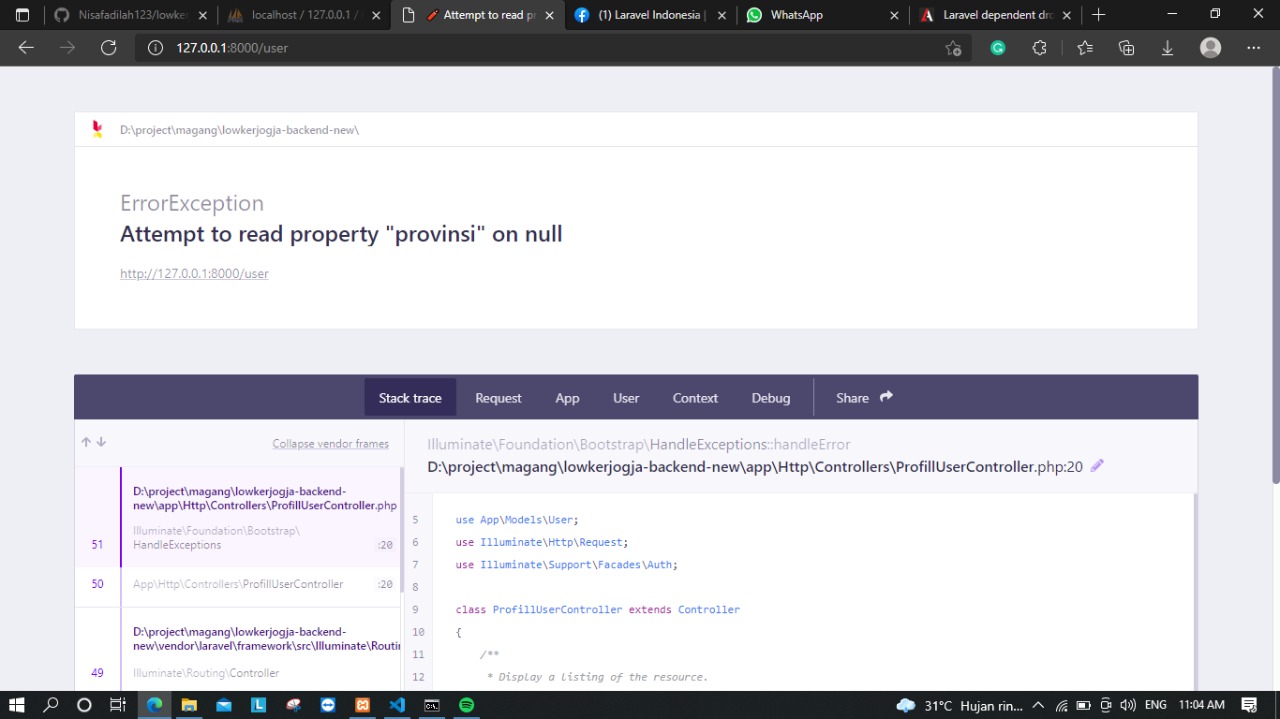 Nisafadilah123/lowker
localhost / 127.0.0.1 /
Attempt to read pr
(1) Laravel Indonesia |
WhatsApp
Laravel dependent dro
127.0.0.1:8000/user
D:\project\magang\lowkerjogja-backend-new\
ErrorException
Attempt to read property "provinsi" on null
http://127.0.0.1:8000/user
Stack trace
Request
App
User
Context
Debug
Share
Collapse vendor frames
Illuminate\Foundation\Bootstrap\HandleExceptions::handleError
D:\project\magang\lowkerjogja-backend-new\app\Http\Controllers\ProfillUserController.php:20
D:\project\magang\lowkerjogja-backend-
new\app\Http\Controllers\ProfillUserController.php
Illuminate\Foundation\Bootstrap\
51 HandleExceptions :20
50 App\Http\Controllers\ProfillUserController :20
D:\project\magang\lowkerjogja-backend-
new\vendor\laravel\framework\src\Illuminate\Routin
49 Illuminate\Routing\Controller
5 use App\Models\User;
6 use Illuminate\Http\Request;
7 use Illuminate\Support\Facades\Auth;
8
9 class ProfillUserController extends Controller
10 {
11 /**
12 * Display a listing of the resource.
31°C Hujan rin...
ENG
11:04 AM